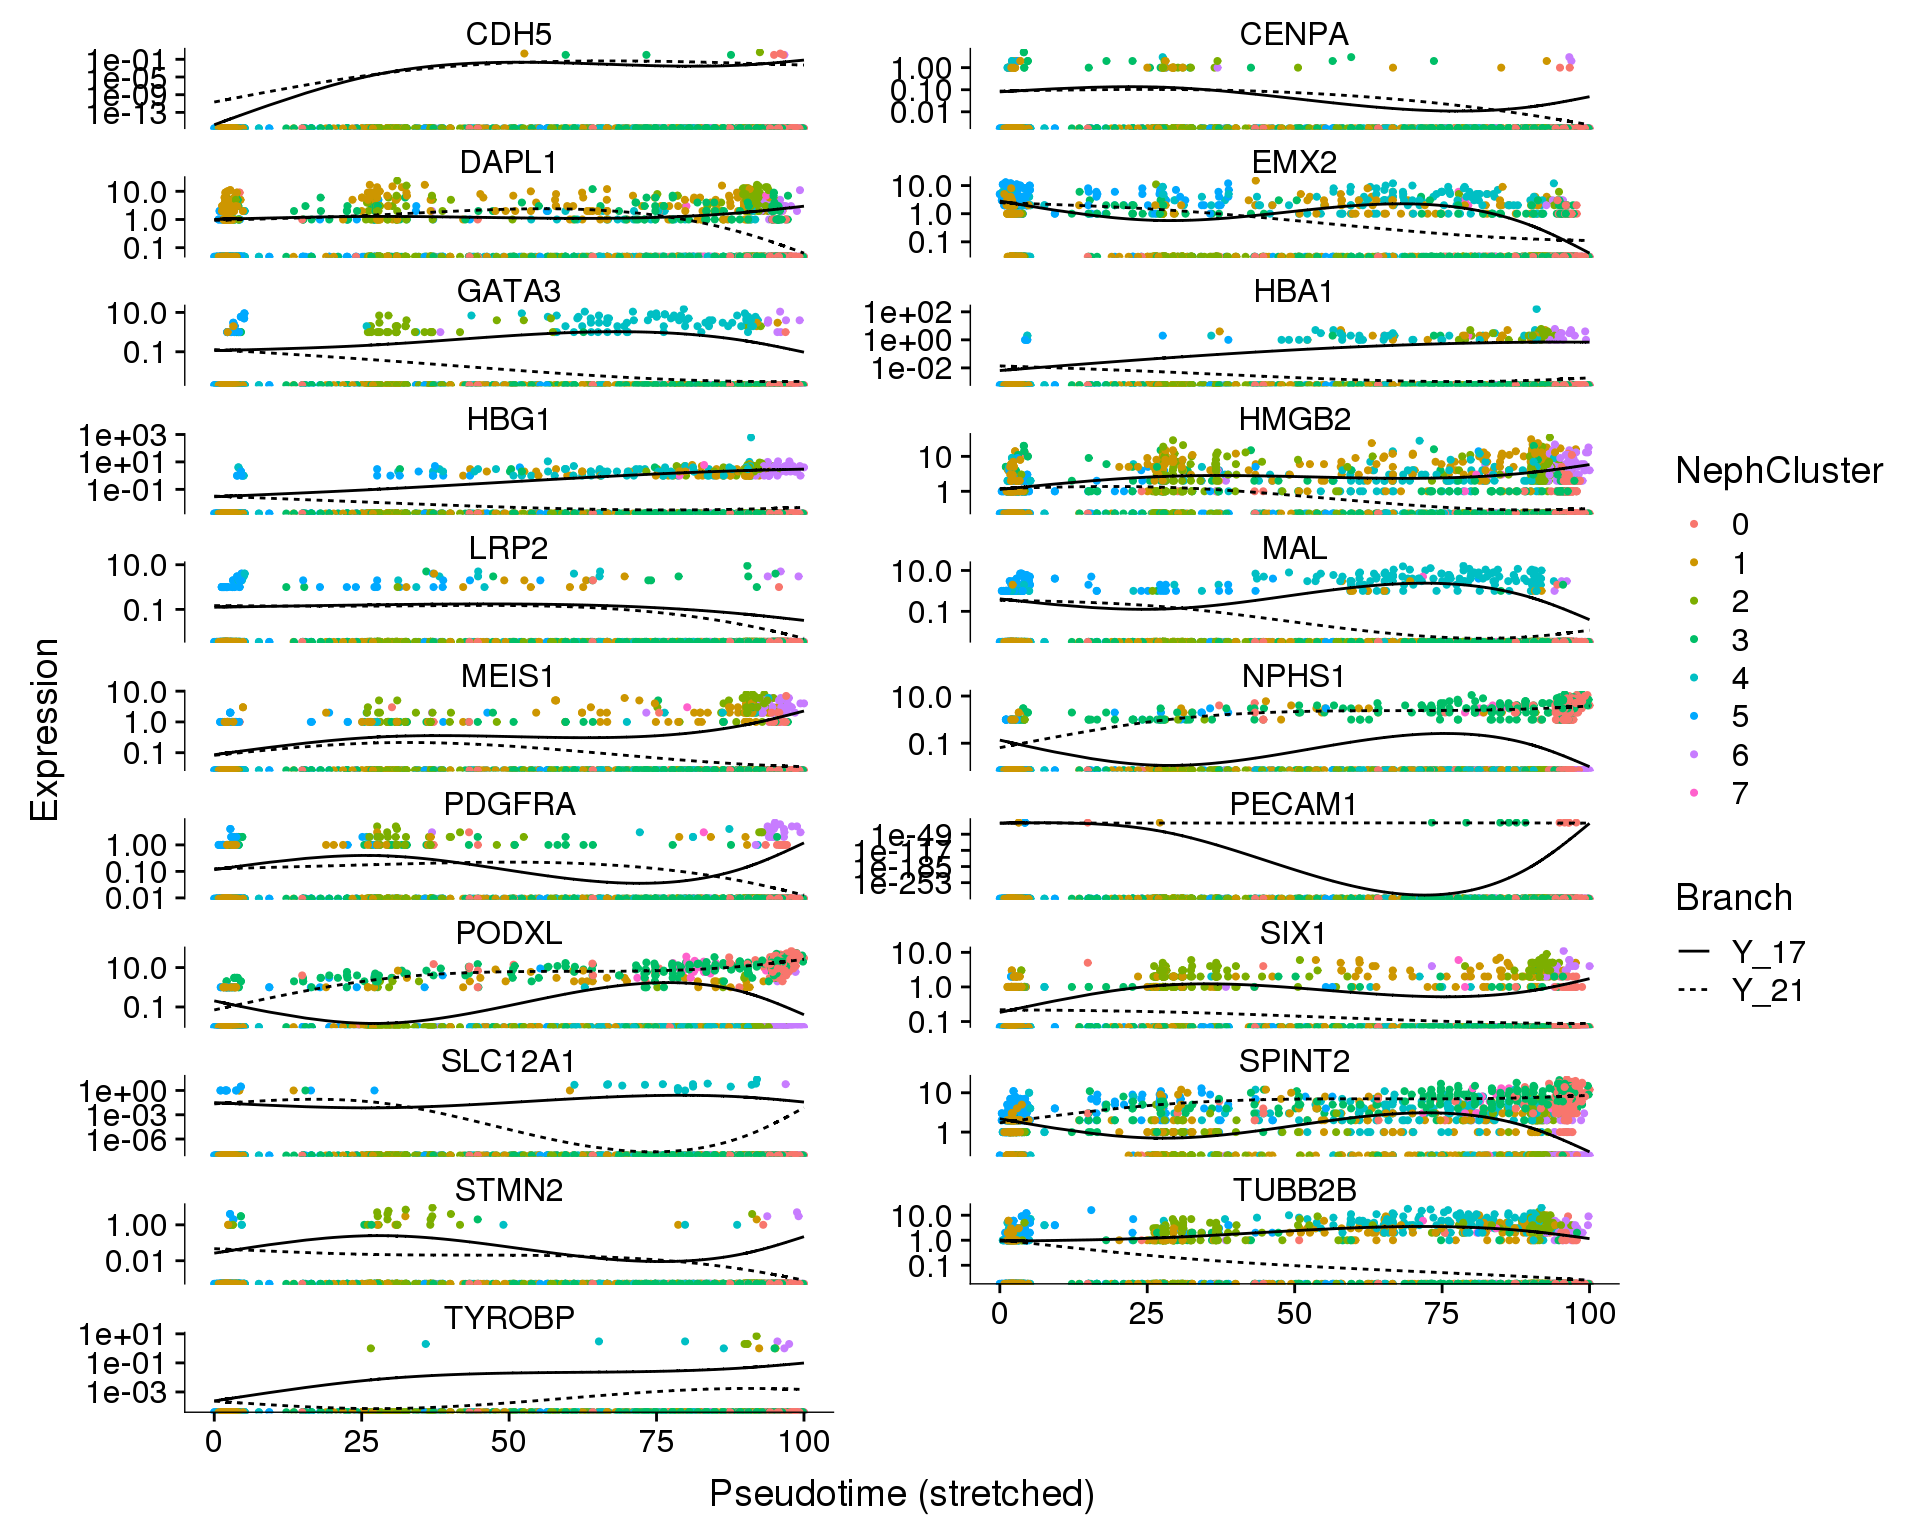 CDH5
1e-01
1e-05
1e-09
1e-13
CENPA
1.00
0.10
0.01
DAPL1
10.0
1.0
0.1
EMX2
10.0
1.0
0.1
GATA3
10.0
0.1
HBA1
1e+02
1e+00
1e-02
HBG1
1e+03
1e+01
1e-01
HMGB2
10
1
LRP2
10.0
0.1
MAL
10.0
0.1
MEIS1
10.0
1.0
0.1
NPHS1
10.0
0.1
PDGFRA
1.00
0.10
0.01
PECAM1
1e-49
1e-117
1e-185
1e-253
PODXL
10.0
0.1
SIX1
10.0
1.0
0.1
SLC12A1
1e+00
1e-03
1e-06
SPINT2
10
1
STMN2
1.00
0.01
TUBB2B
10.0
1.0
0.1
0 25 50 75 100
TYROBP
1e+01
1e-01
1e-03
0 25 50 75 100
Pseudotime (stretched)
Expression
NephCluster
0
1
2
3
4
5
6
7
Branch
Y_17
Y_21